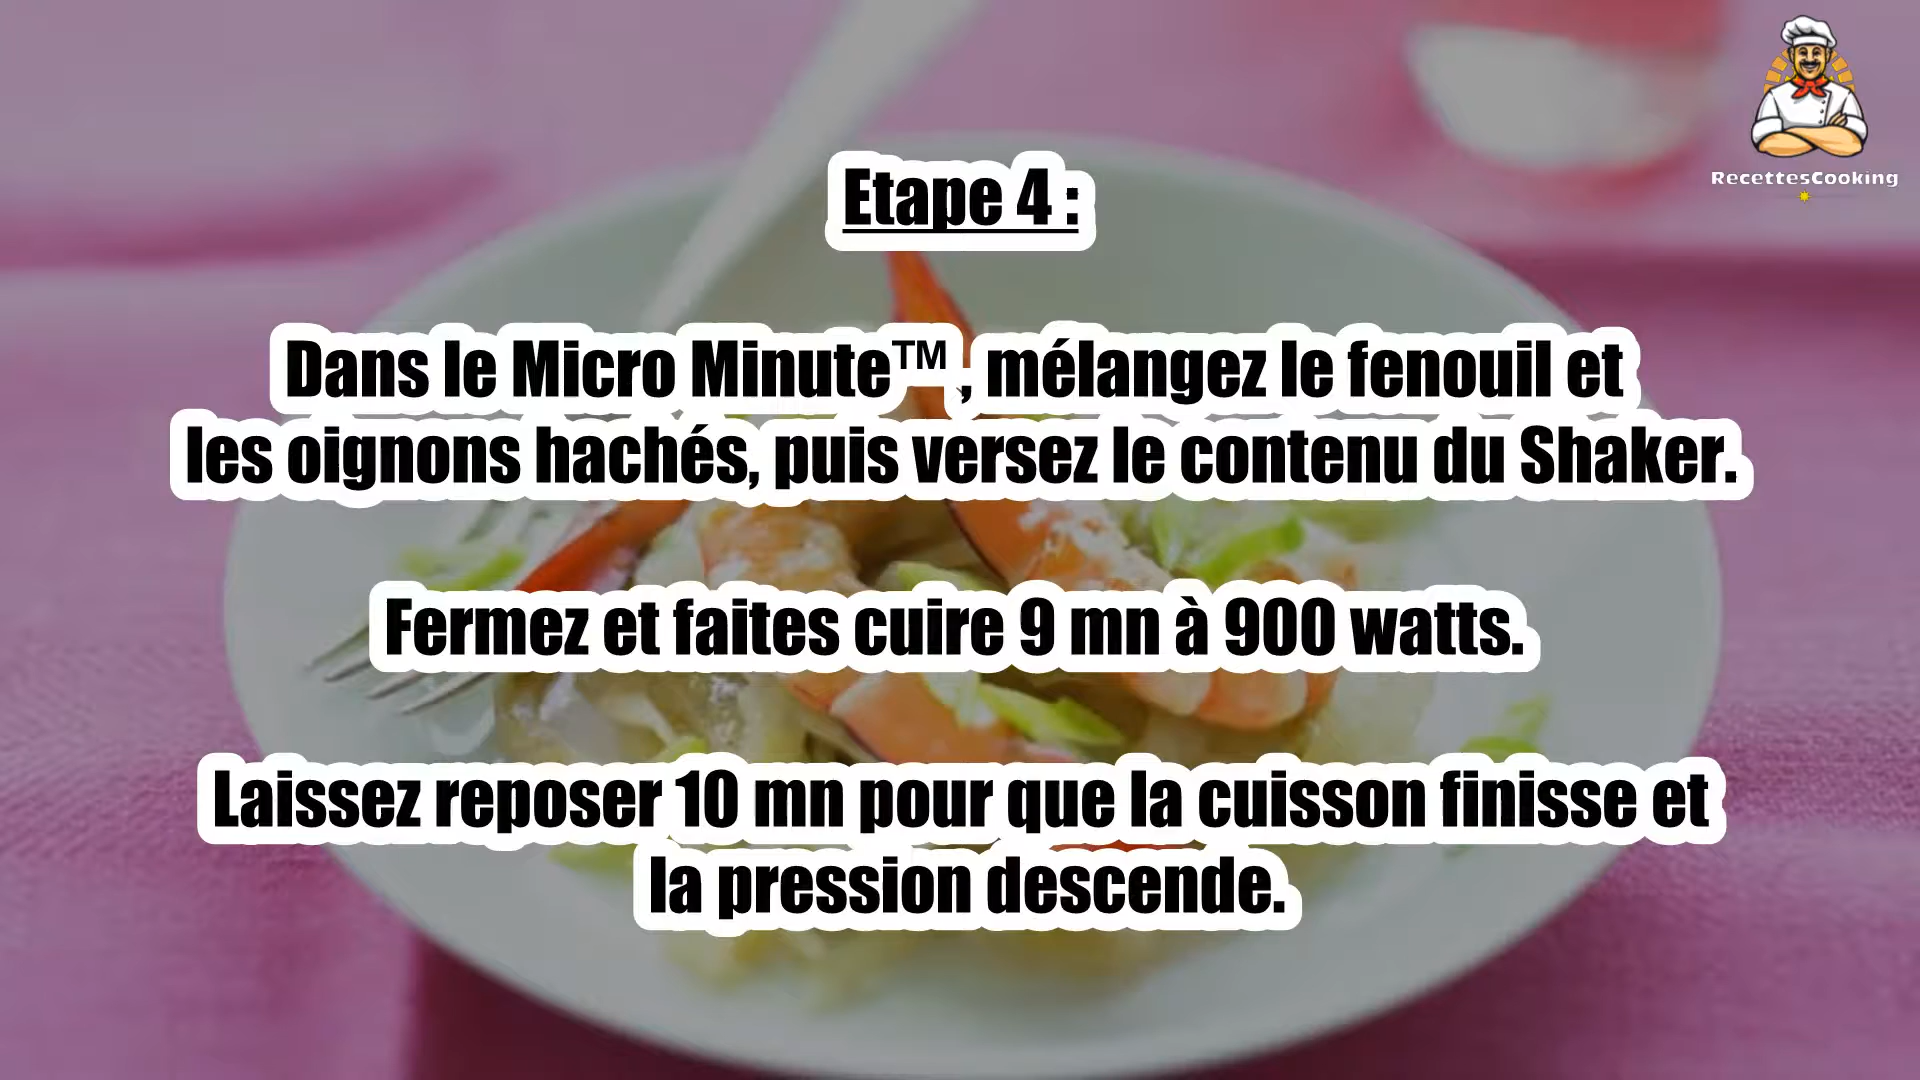 RecettesCooking
Etape 4 :
Dans le Micro Minute™ , mélangez le fenouil et
les oignons hachés, puis versez le contenu du Shaker.
Fermez et faites cuire 9 mn à 900 watts.
Laissez reposer 10 mn pour que la cuisson finisse et
la pression descende.